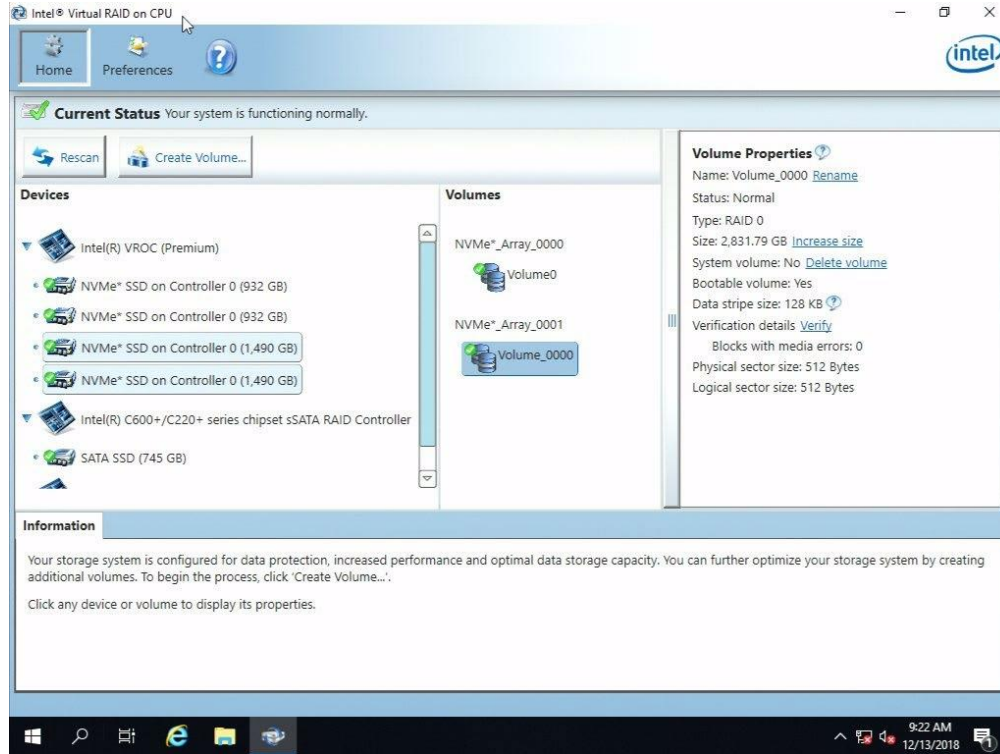 Intel® Virtual RAID on CPU
Home
Preferences
?
intel
Current Status Your system is functioning normally.
Rescan
Create Volume...
Devices
Intel(R) VROC (Premium)
NVMe* SSD on Controller 0 (932 GB)
NVMe* SSD on Controller 0 (932 GB)
NVMe* SSD on Controller 0 (1,490 GB)
NVMe* SSD on Controller 0 (1,490 GB)
Intel(R) C600+/C220+ series chipset sSATA RAID Controller
SATA SSD (745 GB)
Volumes
NVMe*_Array_0000
Volume0
NVMe*_Array_0001
Volume_0000
Volume Properties ?
Name: Volume_0000 Rename
Status: Normal
Type: RAID 0
Size: 2,831.79 GB Increase size
System volume: No Delete volume
Bootable volume: Yes
Data stripe size: 128 KB ?
Verification details Verify
Blocks with media errors: 0
Physical sector size: 512 Bytes
Logical sector size: 512 Bytes
Information
Your storage system is configured for data protection, increased performance and optimal data storage capacity. You can further optimize your storage system by creating
additional volumes. To begin the process, click 'Create Volume...'.
Click any device or volume to display its properties.
9:22 AM
12/13/2018
1